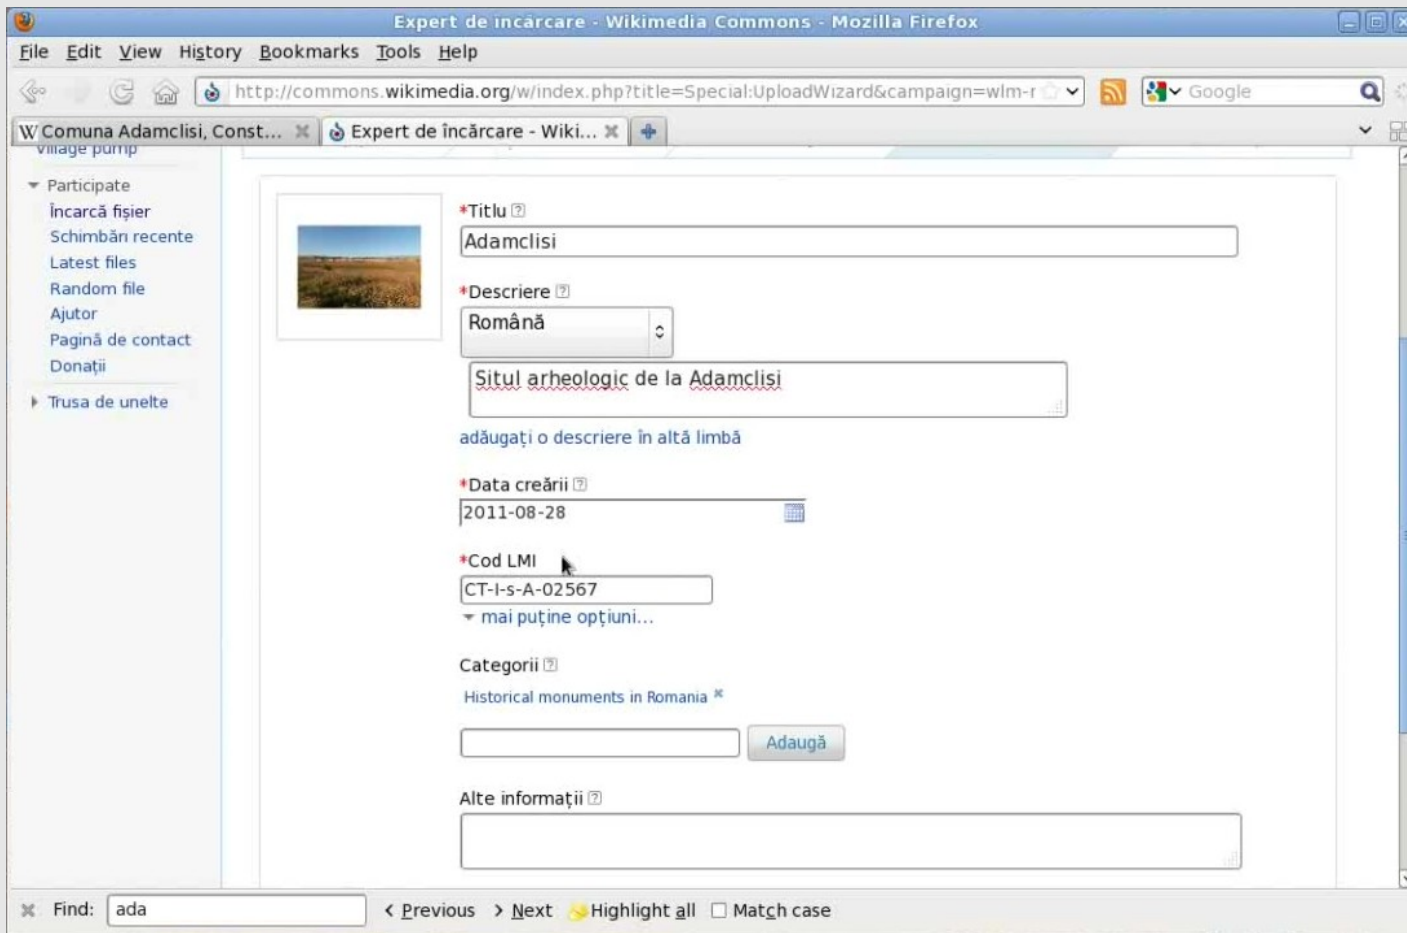 Expert de încărcare - Wikimedia Commons - Mozilla Firefox
File Edit View History Bookmarks Tools Help
http://commons.wikimedia.org/w/index.php?title=Special:UploadWizard&campaign=wlm-r
Google
W Comuna Adamclisi, Const...
Expert de încărcare - Wiki...
Village pump
Participate
Încarcă fișier
Schimbări recente
Latest files
Random file
Ajutor
Pagină de contact
Donații
Trusa de unelte
*Titlu
Adamclisi
*Descriere
Română
Situl arheologic de la Adamclisi
adăugați o descriere în altă limbă
*Data creării
2011-08-28
*Cod LMI
CT-I-s-A-02567
mai puține opțiuni...
Categorii
Historical monuments in Romania
Adaugă
Alte informații
Find: ada
Previous Next Highlight all Match case